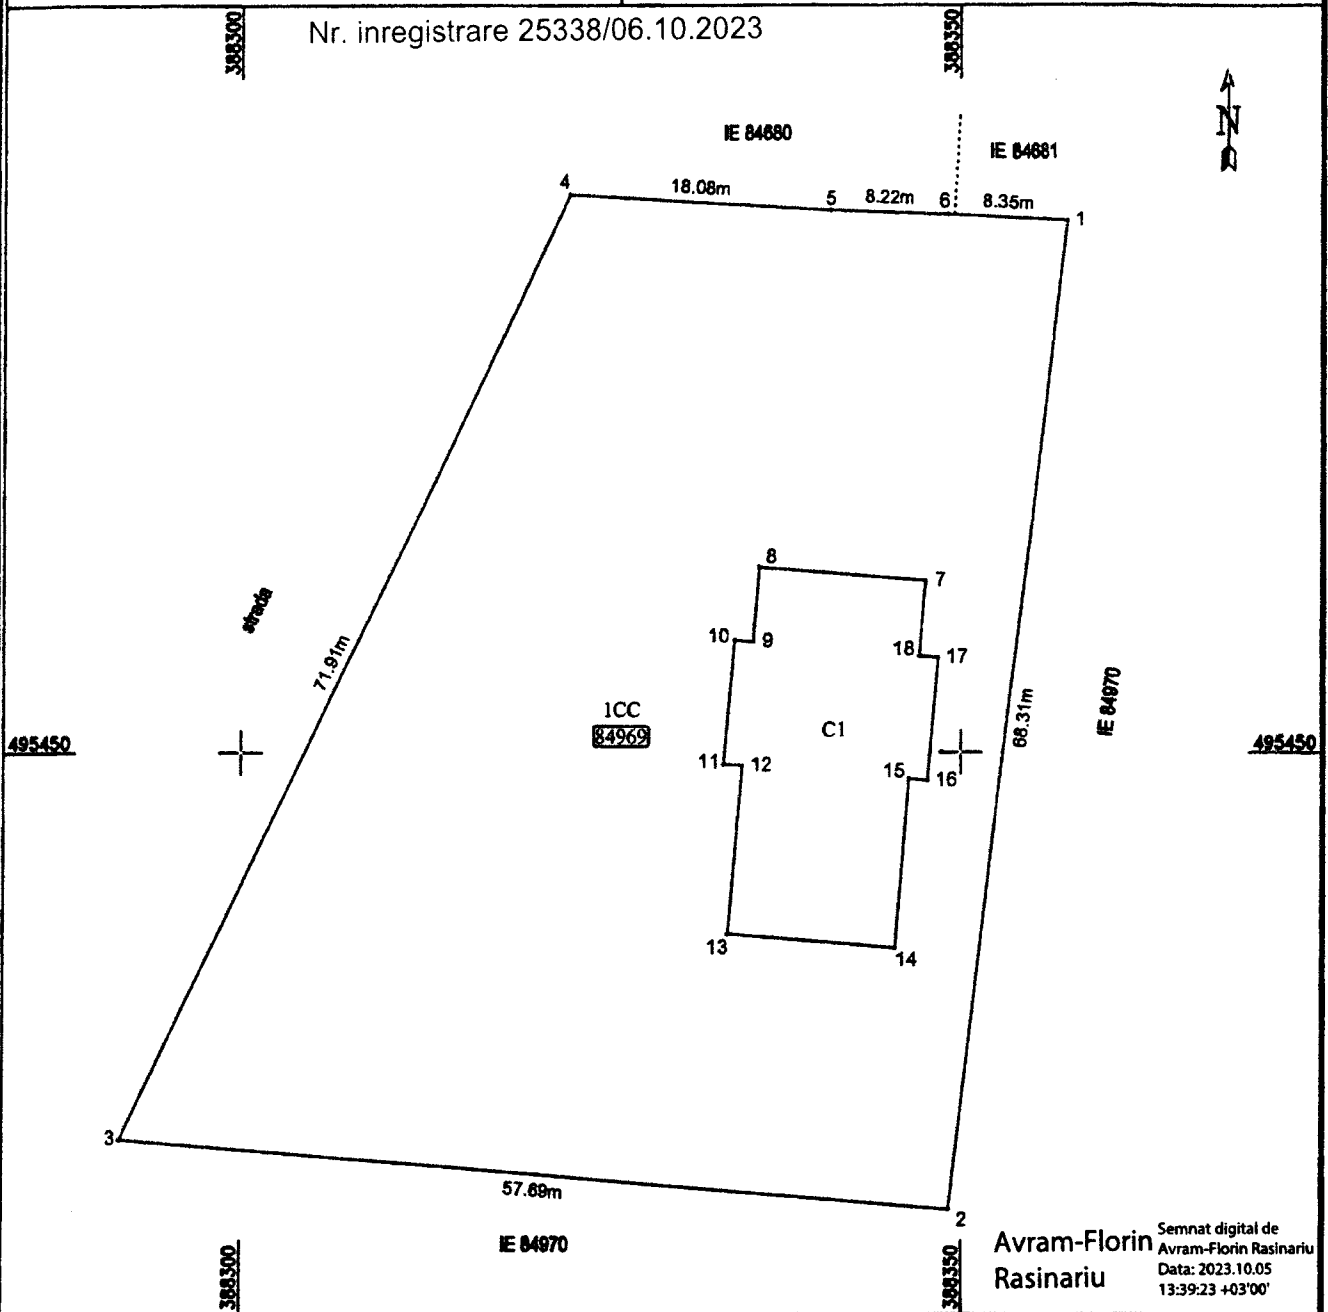 388300
Nr. inregistrare 25338/06.10.2023
388350
N
IE 84680
IE 84681
4
18.08m
5
8.22m
6
8.35m
1
8
7
strada
71.91m
10
9
18
17
1CC
84969
C1
68.31m
IE 84970
495450
495450
11
12
15
16
13
14
3
57.69m
2
IE 84970
388300
388350
Avram-Florin
Rasinariu
Semnat digital de
Avram-Florin Rasinariu
Data: 2023.10.05
13:39:23 +03'00'